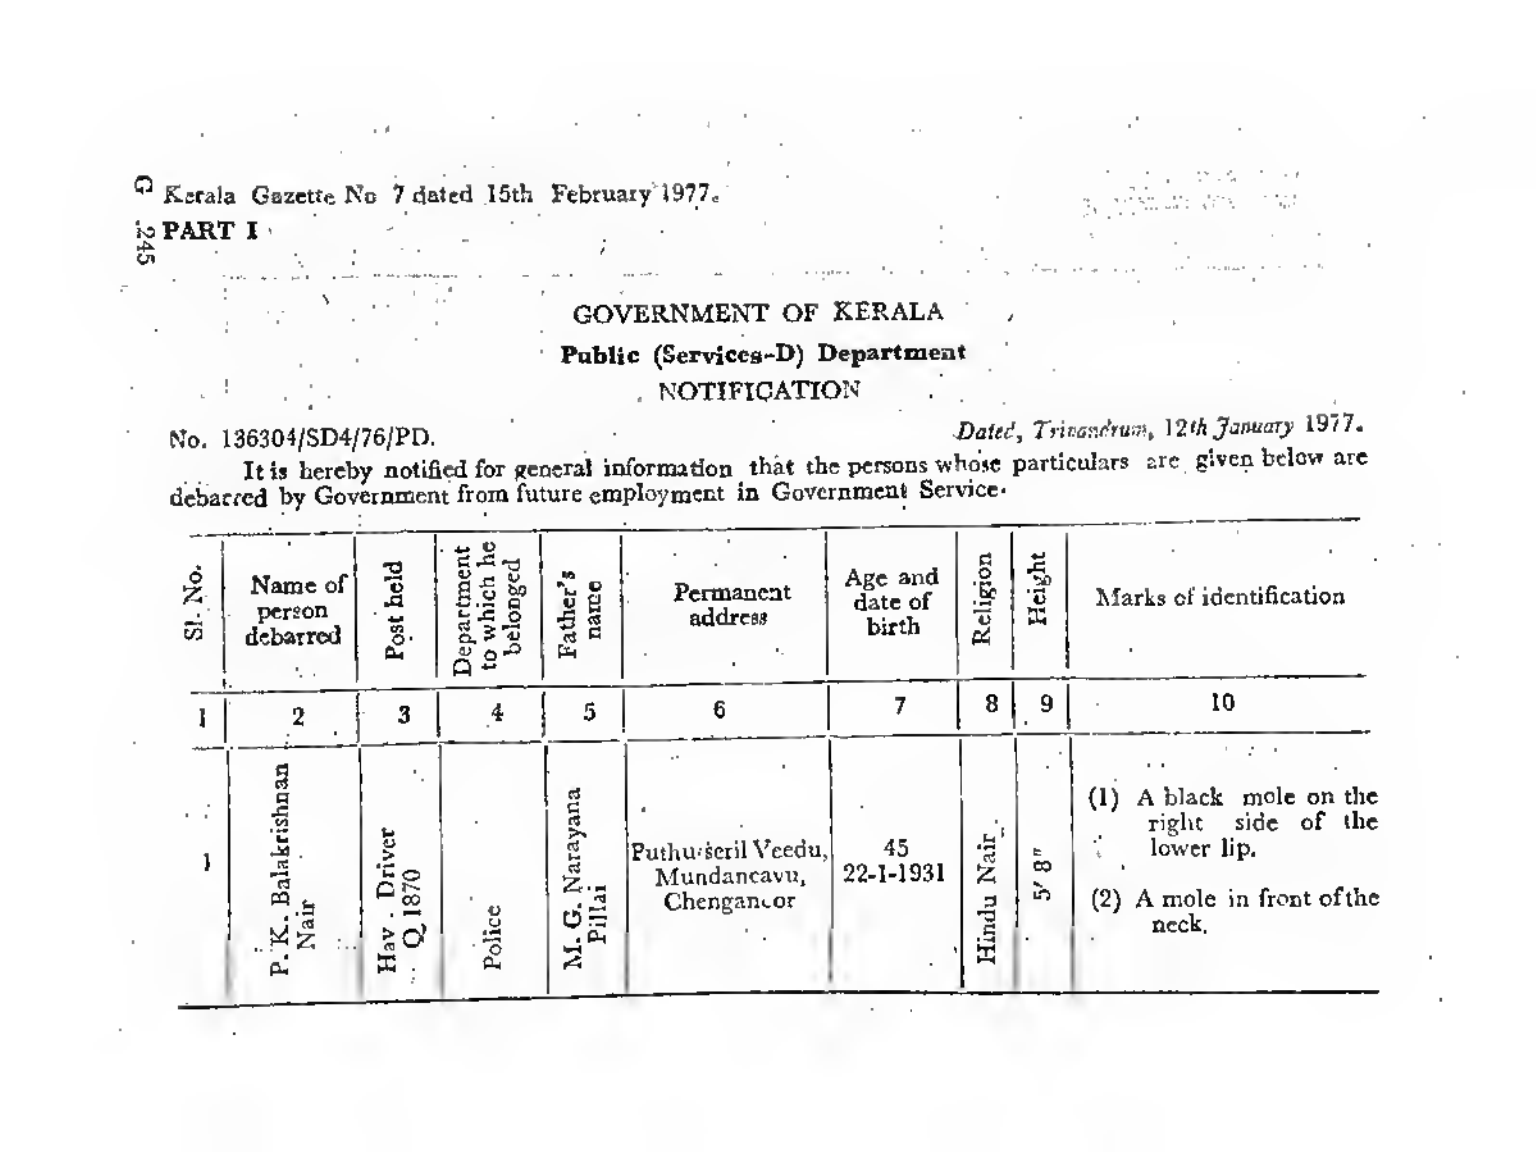 G 245
Kerala Gazette No 7 dated 15th February 1977.
PART I
GOVERNMENT OF KERALA
Public (Services-D) Department
NOTIFICATION
No. 136304/SD4/76/PD.
Dated, Trivandrum, 12th January 1977.
It is hereby notified for general information that the persons whose particulars are given below are
debarred by Government from future employment in Government Service.
Sl. No.
Name of
person
debarred
Post held
Department
to which he
belonged
Father's
name
Permanent
address
Age and
date of
birth
Religion
Height
Marks of identification
1 2 3 4 5 6 7 8 9 10
1
P. K. Balakrishnan
Nair
Hav. Driver
Q 1870
Police
M. G. Narayana
Pillai
Veedu,
Mundancavu,
Chengannor
45
22-1-1931
Hindu Nair
5' 8"
(1) A black mole on the
right side of the
lower lip.
(2) A mole in front of the
neck.